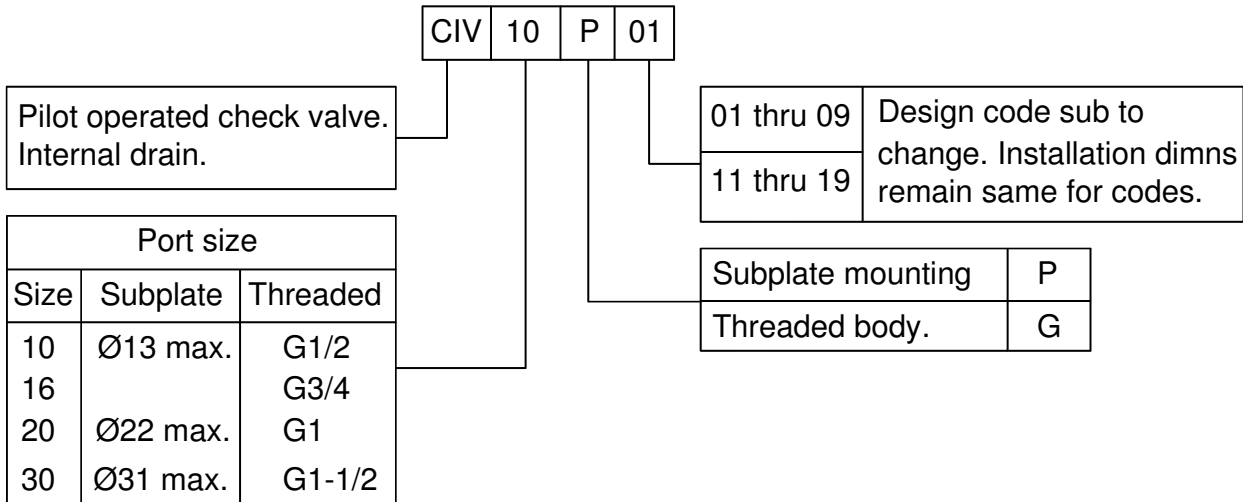 CIV 10 P 01
Pilot operated check valve.
Internal drain.
01 thru 09
11 thru 19
Design code sub to
change. Installation dimns
remain same for codes.
Port size
Size Subplate Threaded
10 Ø13 max. G1/2
16 G3/4
20 Ø22 max. G1
30 Ø31 max. G1-1/2
Subplate mounting P
Threaded body. G